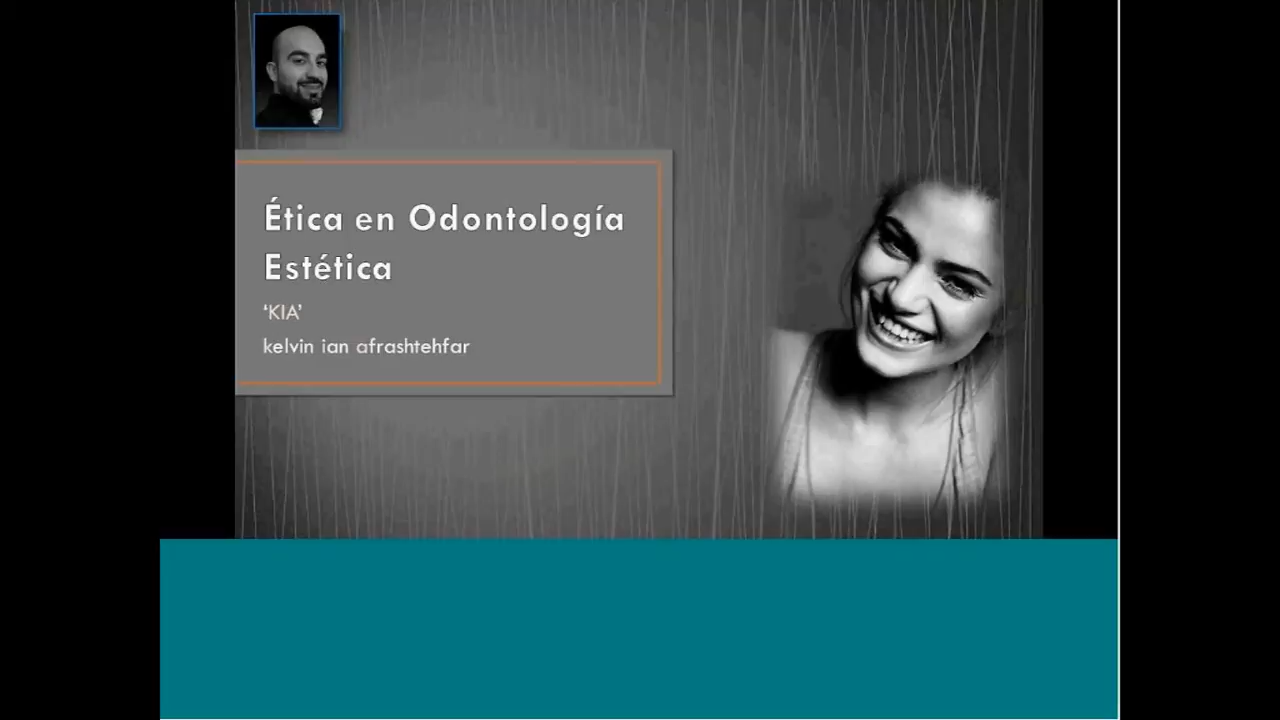 Ética en Odontología
Estética
‘KIA’
kelvin ian afrashtehfar